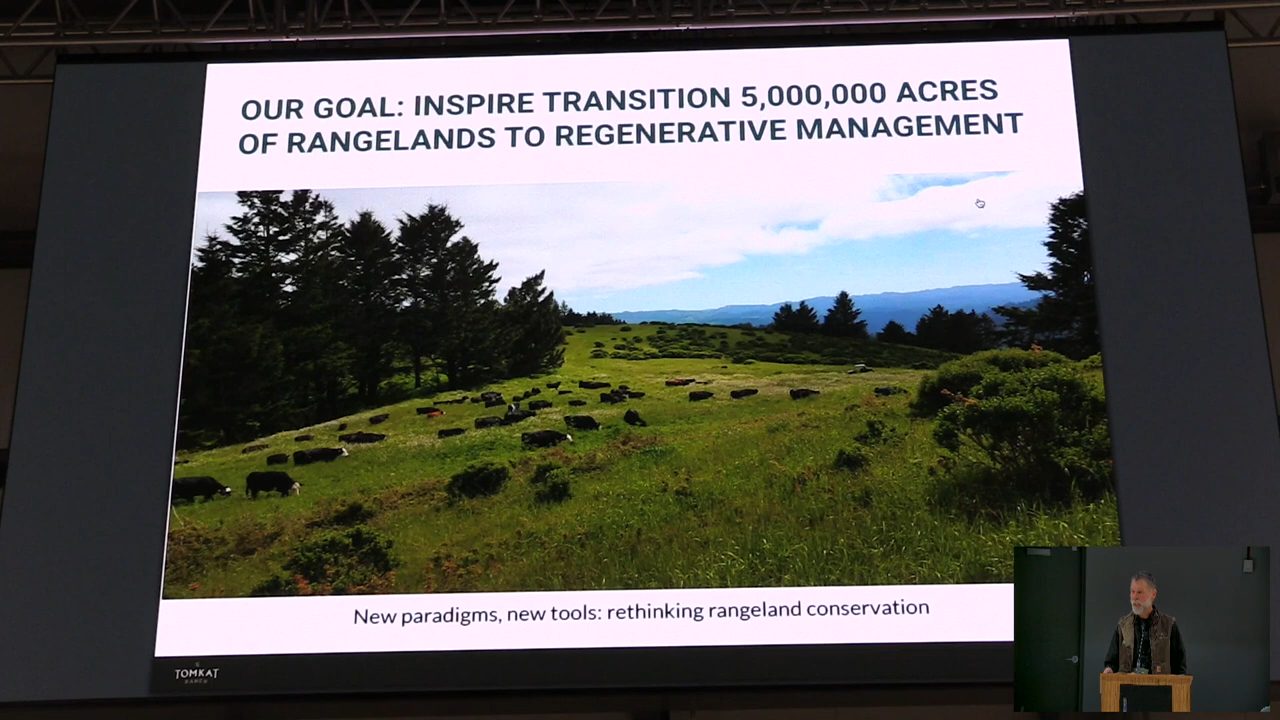 OUR GOAL: INSPIRE TRANSITION 5,000,000 ACRES
OF RANGELANDS TO REGENERATIVE MANAGEMENT
New paradigms, new tools: rethinking rangeland conservation
TOMKAT
RANCH